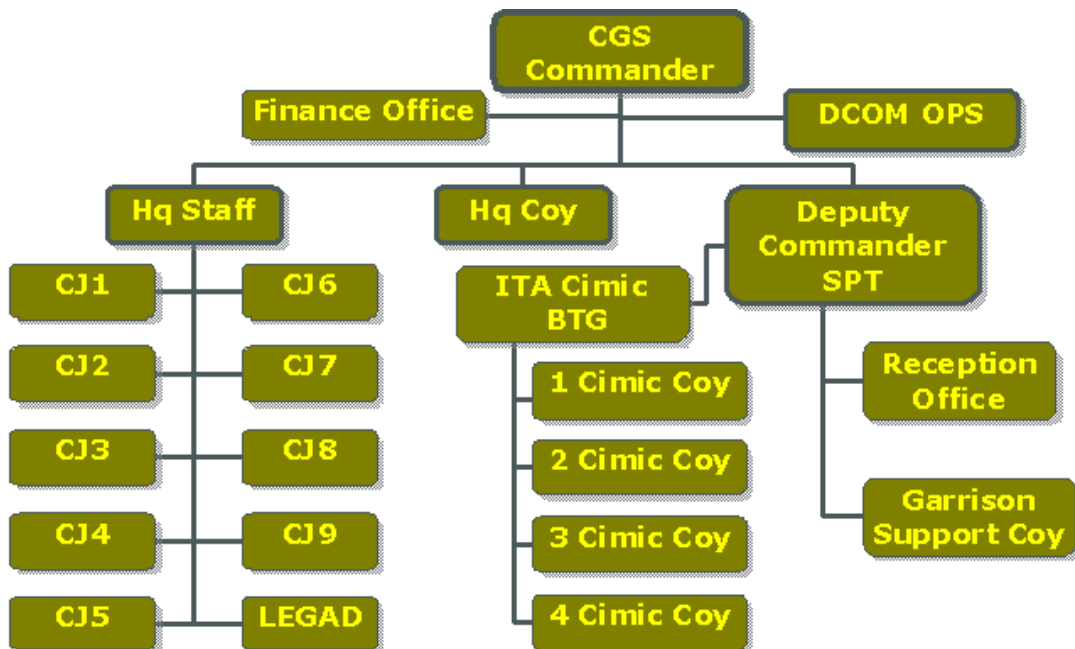 CGS
Commander
Finance Office
DCOM OPS
Hq Staff
Hq Coy
Deputy
Commander
SPT
CJ1
CJ6
ITA Cimic
BTG
CJ2
CJ7
1 Cimic Coy
Reception
Office
CJ3
CJ8
2 Cimic Coy
CJ4
CJ9
3 Cimic Coy
Garrison
Support Coy
CJ5
LEGAD
4 Cimic Coy